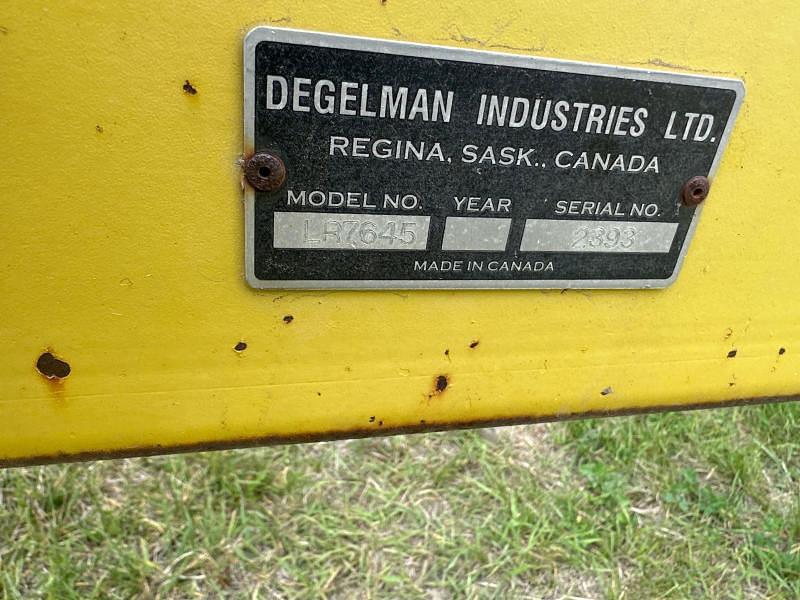 DEGELMAN INDUSTRIES LTD.
REGINA, SASK., CANADA
MODEL NO. YEAR SERIAL NO.
LR7645 2393
MADE IN CANADA